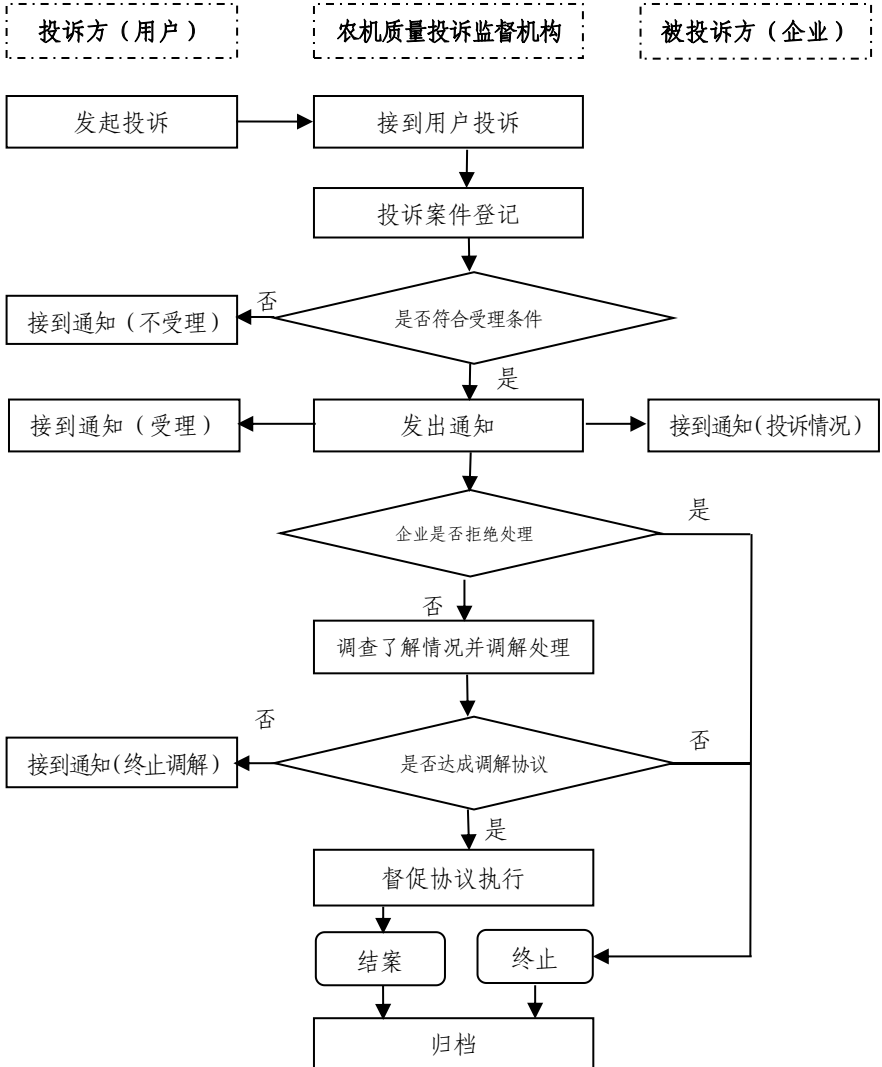 投诉方（用户）
农机质量投诉监督机构
被投诉方（企业）
发起投诉
接到用户投诉
投诉案件登记
否
接到通知（不受理）
是否符合受理条件
是
接到通知（受理）
发出通知
接到通知(投诉情况)
是
企业是否拒绝处理
否
调查了解情况并调解处理
否
否
接到通知(终止调解)
是否达成调解协议
是
督促协议执行
结案
终止
归档